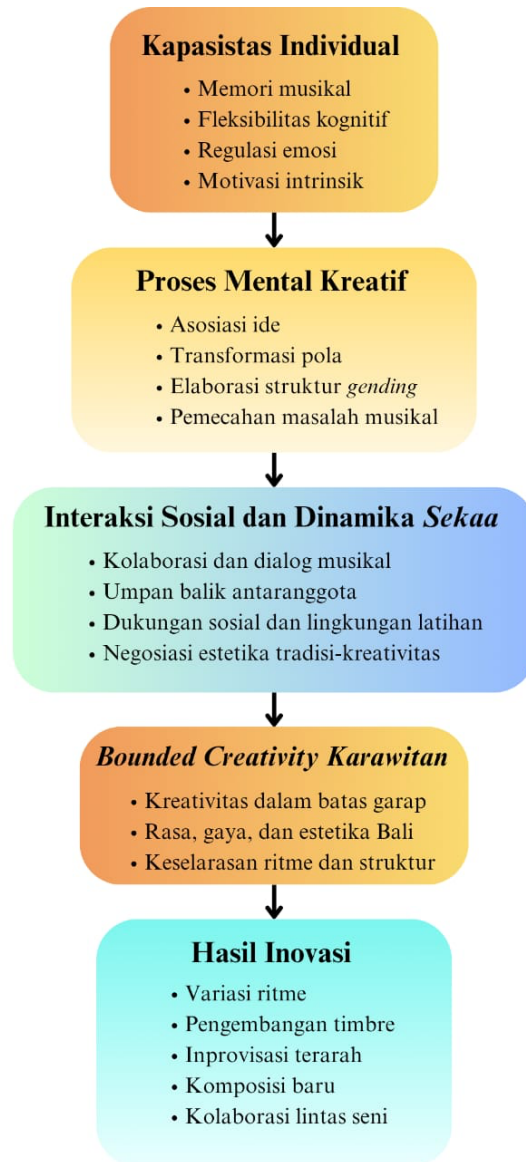 Kapasistas Individual
• Memori musikal
• Fleksibilitas kognitif
• Regulasi emosi
• Motivasi intrinsik
Proses Mental Kreatif
• Asosiasi ide
• Transformasi pola
• Elaborasi struktur gending
• Pemecahan masalah musikal
Interaksi Sosial dan Dinamika Sekaa
• Kolaborasi dan dialog musikal
• Umpan balik antaranggota
• Dukungan sosial dan lingkungan latihan
• Negosiasi estetika tradisi-kreativitas
Bounded Creativity Karawitan
• Kreativitas dalam batas garap
• Rasa, gaya, dan estetika Bali
• Keselarasan ritme dan struktur
Hasil Inovasi
• Variasi ritme
• Pengembangan timbre
• Inprovisasi terarah
• Komposisi baru
• Kolaborasi lintas seni